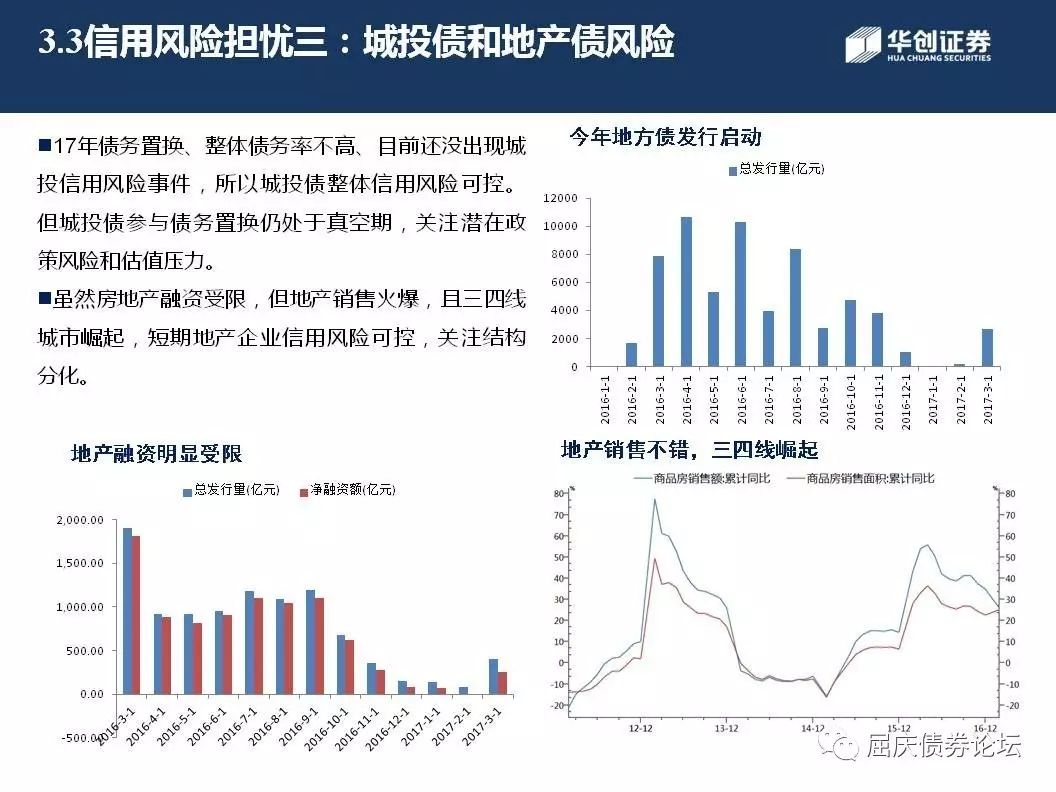 3.3信用风险担忧三：城投债和地产债风险
华创证券
HUA CHUANG SECURITIES
■17年债务置换、整体债务率不高、目前还没出现城
投信用风险事件，所以城投债整体信用风险可控。
但城投债参与债务置换仍处于真空期，关注潜在政
策风险和估值压力。
■虽然房地产融资受限，但地产销售火爆，且三四线
城市崛起，短期地产企业信用风险可控，关注结构
分化。
今年地方债发行启动
总发行量(亿元)
12000
10000
8000
6000
4000
2000
0
2016-1-1
2016-2-1
2016-3-1
2016-4-1
2016-5-1
2016-6-1
2016-7-1
2016-8-1
2016-9-1
2016-10-1
2016-11-1
2016-12-1
2017-1-1
2017-2-1
2017-3-1
地产融资明显受限
总发行量(亿元) 净融资额(亿元)
2,000.00
1,500.00
1,000.00
500.00
0.00
-500.00
2016-3-1
2016-4-1
2016-5-1
2016-6-1
2016-7-1
2016-8-1
2016-9-1
2016-10-1
2016-11-1
2016-12-1
2017-1-1
2017-2-1
2017-3-1
地产销售不错，三四线崛起
商品房销售额:累计同比 商品房销售面积:累计同比
% %
80 80
70 70
60 60
50 50
40 40
30 30
20 20
10 10
0 0
-10 -10
-20 -20
12-12 13-12 14-12 15-12 16-12
屈庆债券论坛